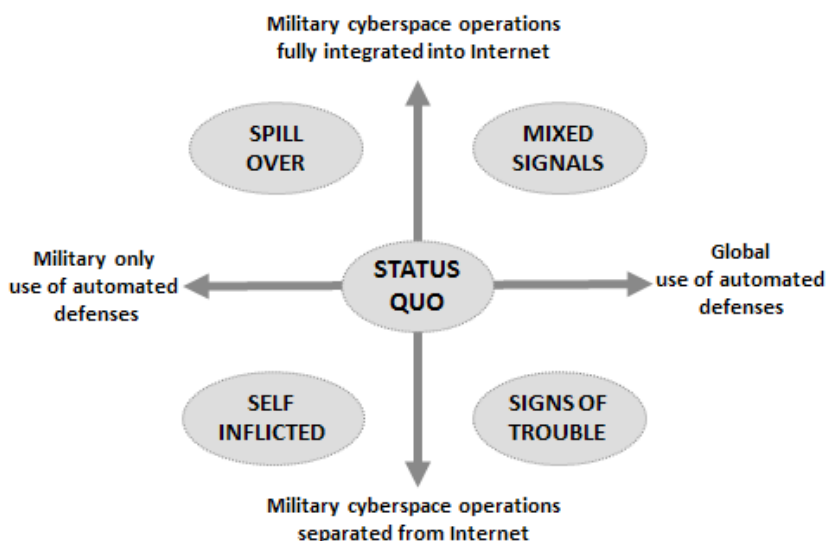 Military cyberspace operations
fully integrated into Internet
SPILL
OVER
MIXED
SIGNALS
Military only
use of automated
defenses
STATUS
QUO
Global
use of automated
defenses
SELF
INFLICTED
SIGNS OF
TROUBLE
Military cyberspace operations
separated from Internet